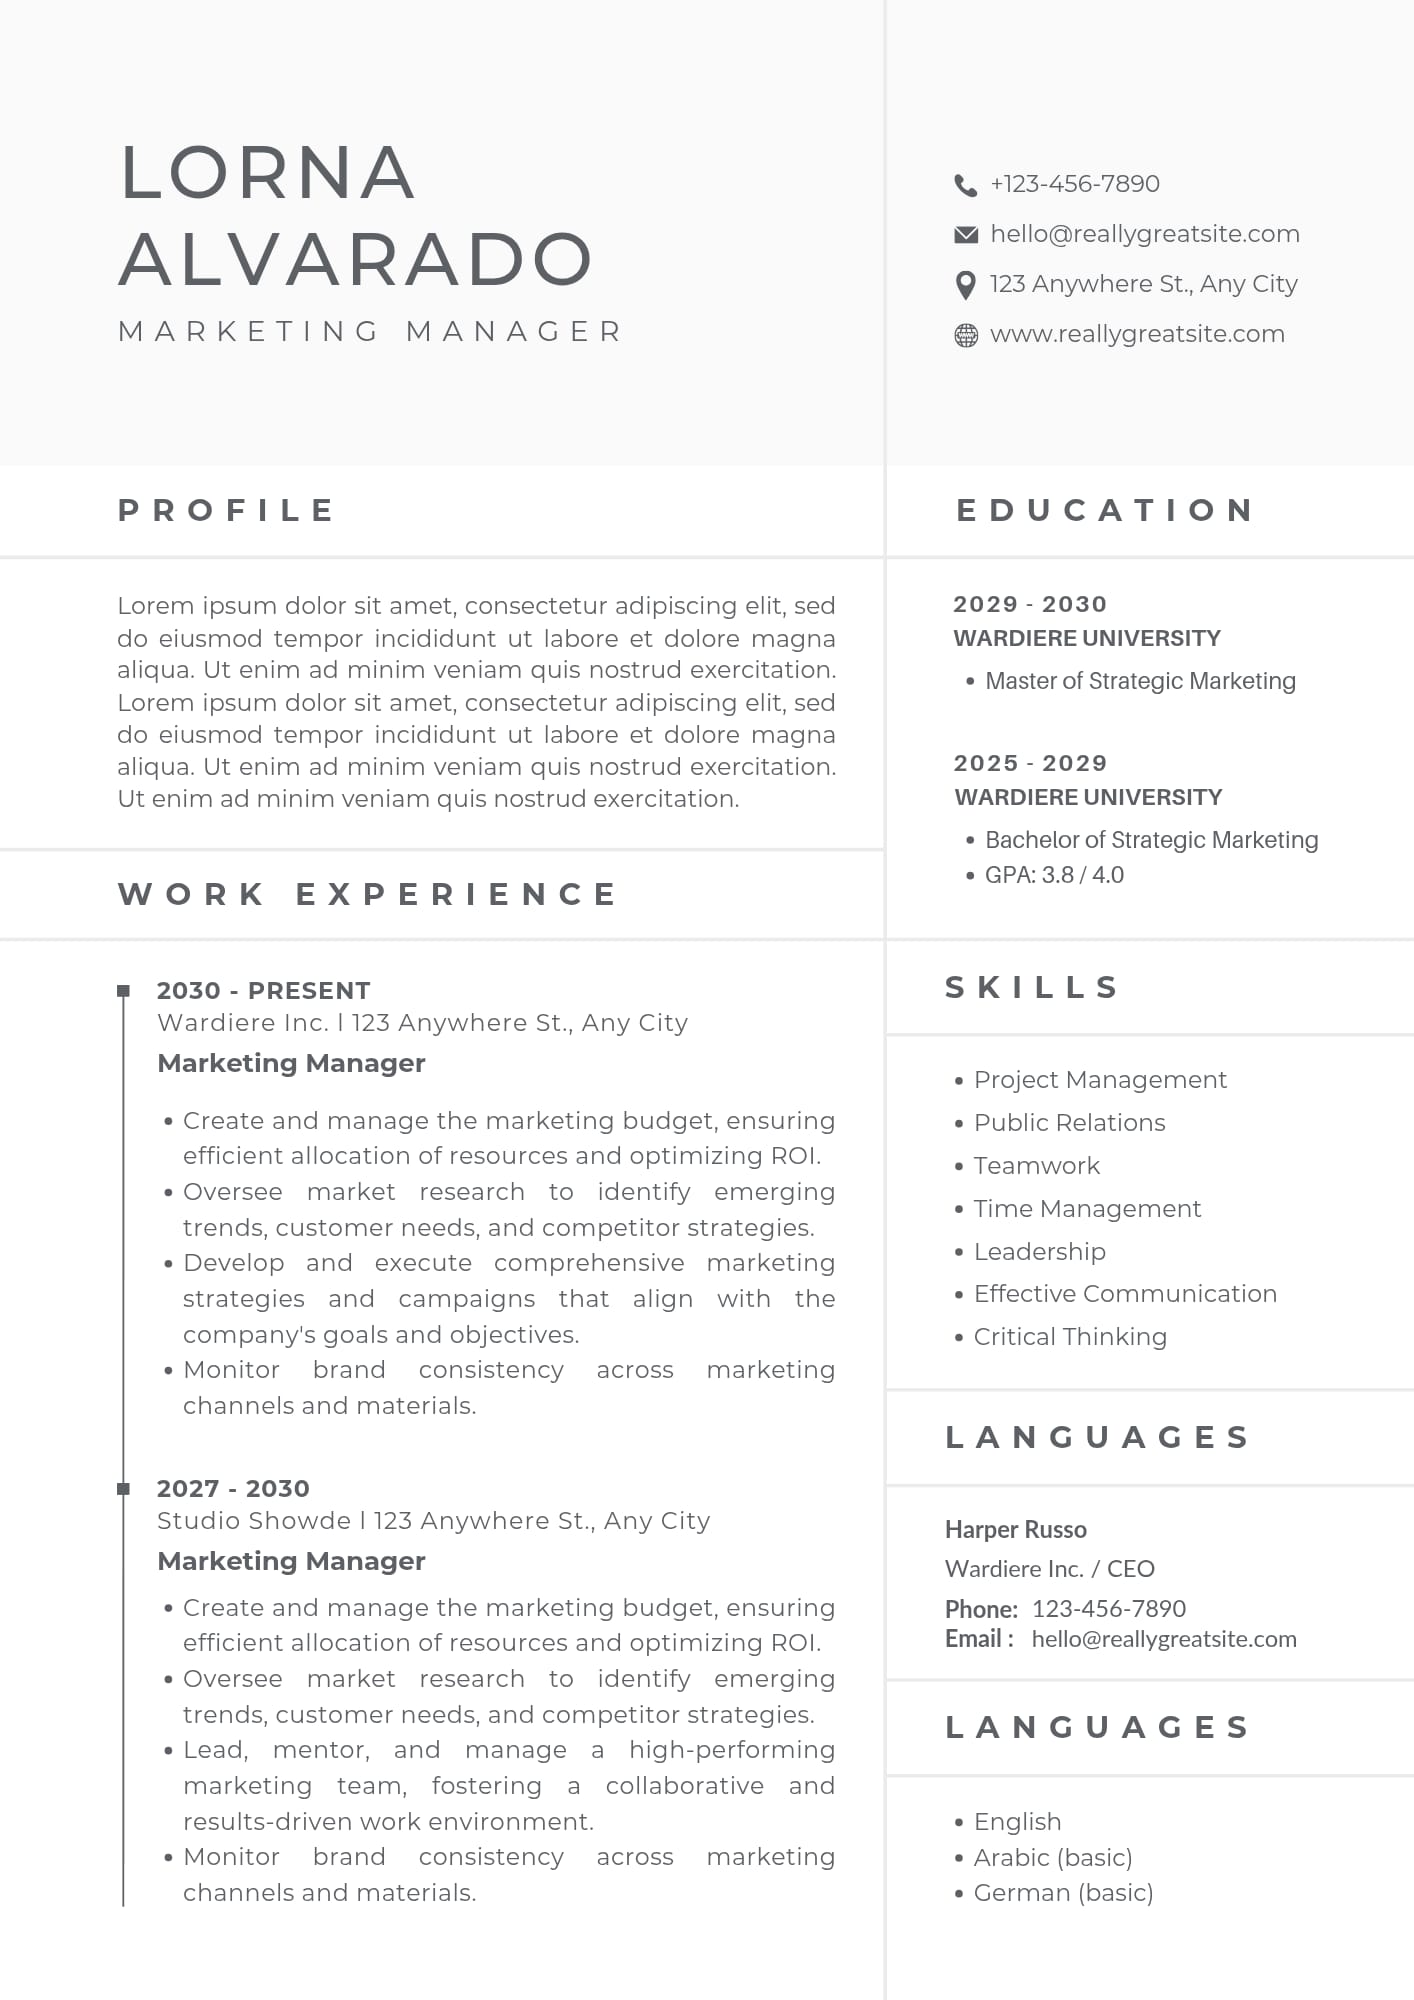 LORNA
ALVARADO
MARKETING MANAGER
+123-456-7890
hello@reallygreatsite.com
123 Anywhere St., Any City
www.reallygreatsite.com
PROFILE
Lorem ipsum dolor sit amet, consectetur adipiscing elit, sed
do eiusmod tempor incididunt ut labore et dolore magna
aliqua. Ut enim ad minim veniam quis nostrud exercitation.
Lorem ipsum dolor sit amet, consectetur adipiscing elit, sed
do eiusmod tempor incididunt ut labore et dolore magna
aliqua. Ut enim ad minim veniam quis nostrud exercitation.
Ut enim ad minim veniam quis nostrud exercitation.
WORK EXPERIENCE
2030 - PRESENT
Wardiere Inc. l 123 Anywhere St., Any City
Marketing Manager
• Create and manage the marketing budget, ensuring
efficient allocation of resources and optimizing ROI.
• Oversee market research to identify emerging
trends, customer needs, and competitor strategies.
• Develop and execute comprehensive marketing
strategies and campaigns that align with the
company's goals and objectives.
• Monitor brand consistency across marketing
channels and materials.
2027 - 2030
Studio Showde l 123 Anywhere St., Any City
Marketing Manager
• Create and manage the marketing budget, ensuring
efficient allocation of resources and optimizing ROI.
• Oversee market research to identify emerging
trends, customer needs, and competitor strategies.
• Lead, mentor, and manage a high-performing
marketing team, fostering a collaborative and
results-driven work environment.
• Monitor brand consistency across marketing
channels and materials.
EDUCATION
2029 - 2030
WARDIERE UNIVERSITY
• Master of Strategic Marketing
2025 - 2029
WARDIERE UNIVERSITY
• Bachelor of Strategic Marketing
• GPA: 3.8 / 4.0
SKILLS
• Project Management
• Public Relations
• Teamwork
• Time Management
• Leadership
• Effective Communication
• Critical Thinking
LANGUAGES
Harper Russo
Wardiere Inc. / CEO
Phone: 123-456-7890
Email : hello@reallygreatsite.com
LANGUAGES
• English
• Arabic (basic)
• German (basic)